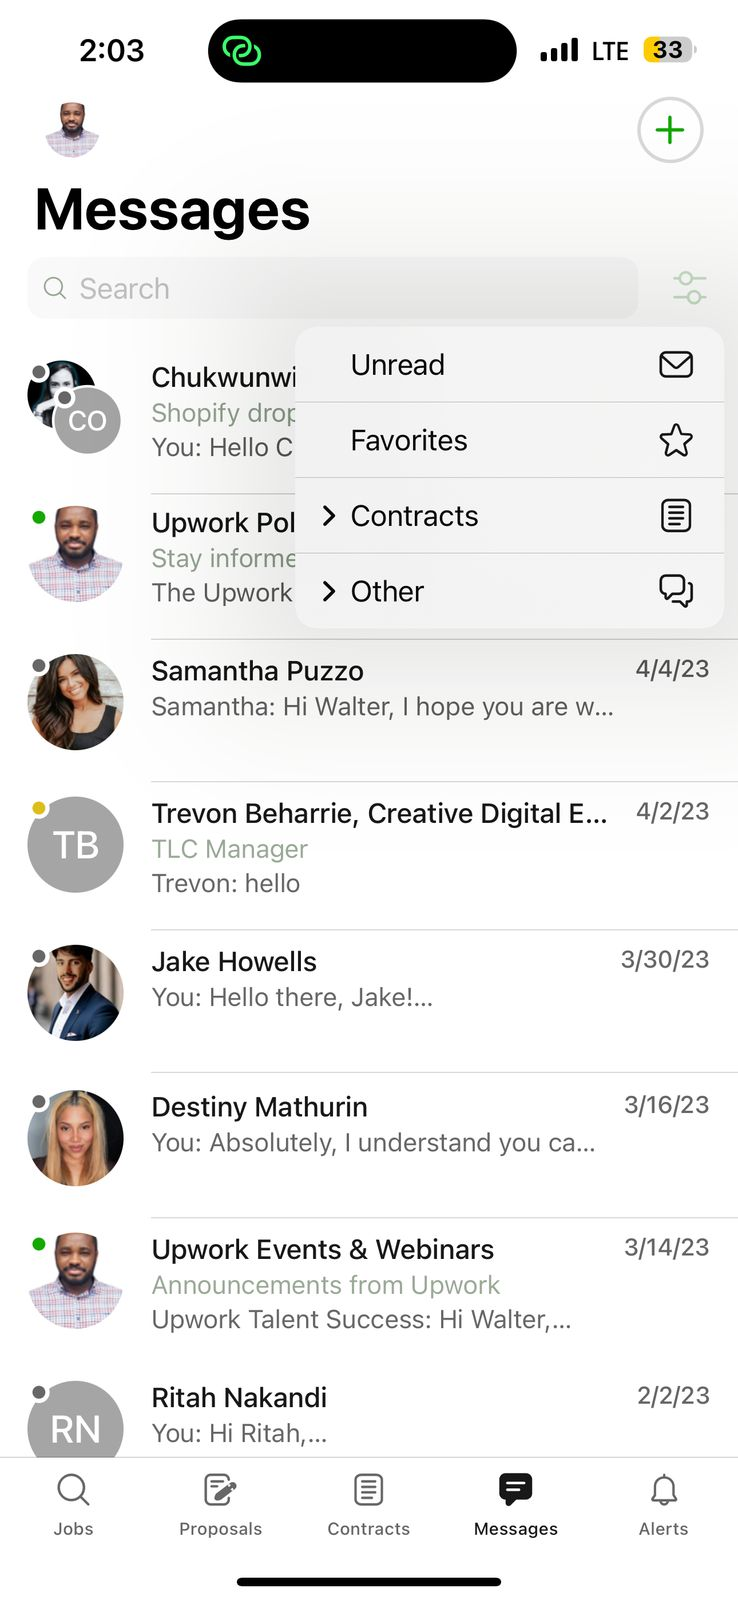 2:03
LTE
33
Messages
Search
Unread
Favorites
Contracts
Other
Chukwunwi
Shopify drop
You: Hello C
CO
Upwork Pol
Stay informe
The Upwork
Samantha Puzzo
4/4/23
Samantha: Hi Walter, I hope you are w...
TB
Trevon Beharrie, Creative Digital E...
4/2/23
TLC Manager
Trevon: hello
Jake Howells
3/30/23
You: Hello there, Jake!...
Destiny Mathurin
3/16/23
You: Absolutely, I understand you ca...
Upwork Events & Webinars
3/14/23
Announcements from Upwork
Upwork Talent Success: Hi Walter,...
RN
Ritah Nakandi
2/2/23
You: Hi Ritah,...
Jobs
Proposals
Contracts
Messages
Alerts